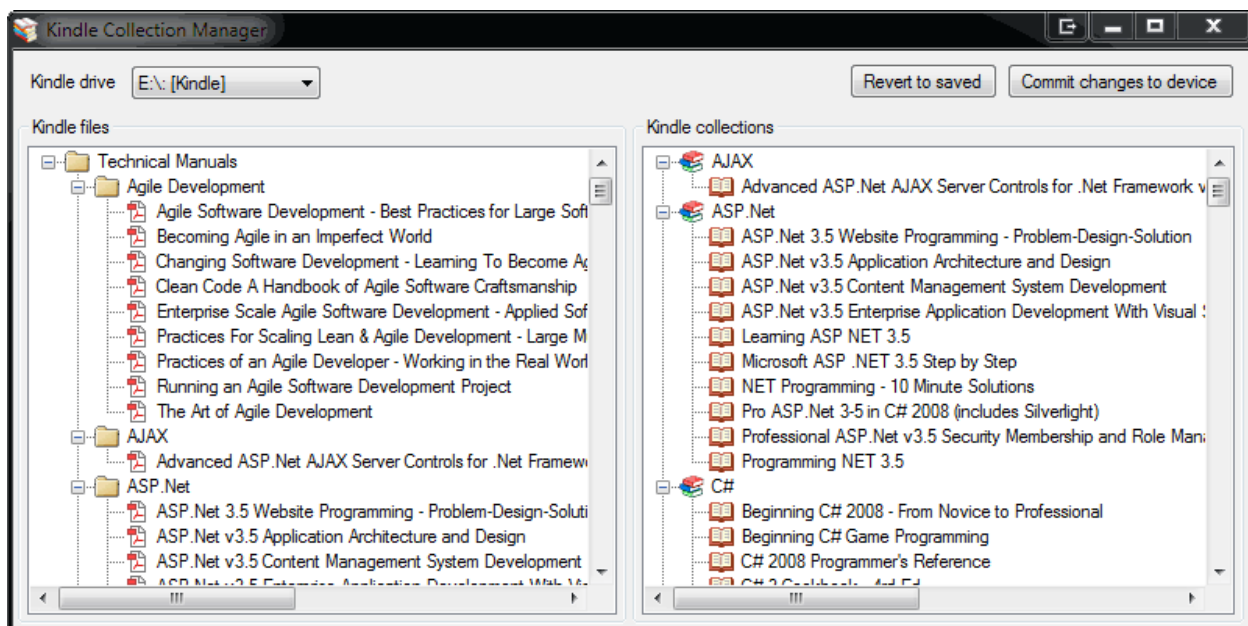 Kindle Collection Manager
Kindle drive E:\: [Kindle] Revert to saved Commit changes to device
Kindle files
Technical Manuals
Agile Development
Agile Software Development - Best Practices for Large
Becoming Agile in an Imperfect World
Changing Software Development - Learning To Become
Clean Code A Handbook of Agile Software Craftsmanship
Enterprise Scale Agile Software Development - Applied
Practices For Scaling Lean & Agile Development - Large
Practices of an Agile Developer - Working in the Real
Running an Agile Software Development Project
The Art of Agile Development
AJAX
Advanced ASP.Net AJAX Server Controls for .Net
ASP.Net
ASP.Net 3.5 Website Programming - Problem-Design-
ASP.Net v3.5 Application Architecture and Design
ASP.Net v3.5 Content Management System Development
Kindle collections
AJAX
Advanced ASP.Net AJAX Server Controls for .Net Framework
ASP.Net
ASP.Net 3.5 Website Programming - Problem-Design-Solution
ASP.Net v3.5 Application Architecture and Design
ASP.Net v3.5 Content Management System Development
ASP.Net v3.5 Enterprise Application Development With Visual
Learning ASP NET 3.5
Microsoft ASP .NET 3.5 Step by Step
NET Programming - 10 Minute Solutions
Pro ASP.Net 3-5 in C# 2008 (includes Silverlight)
Professional ASP.Net v3.5 Security Membership and Role
Programming NET 3.5
C#
Beginning C# 2008 - From Novice to Professional
Beginning C# Game Programming
C# 2008 Programmer's Reference